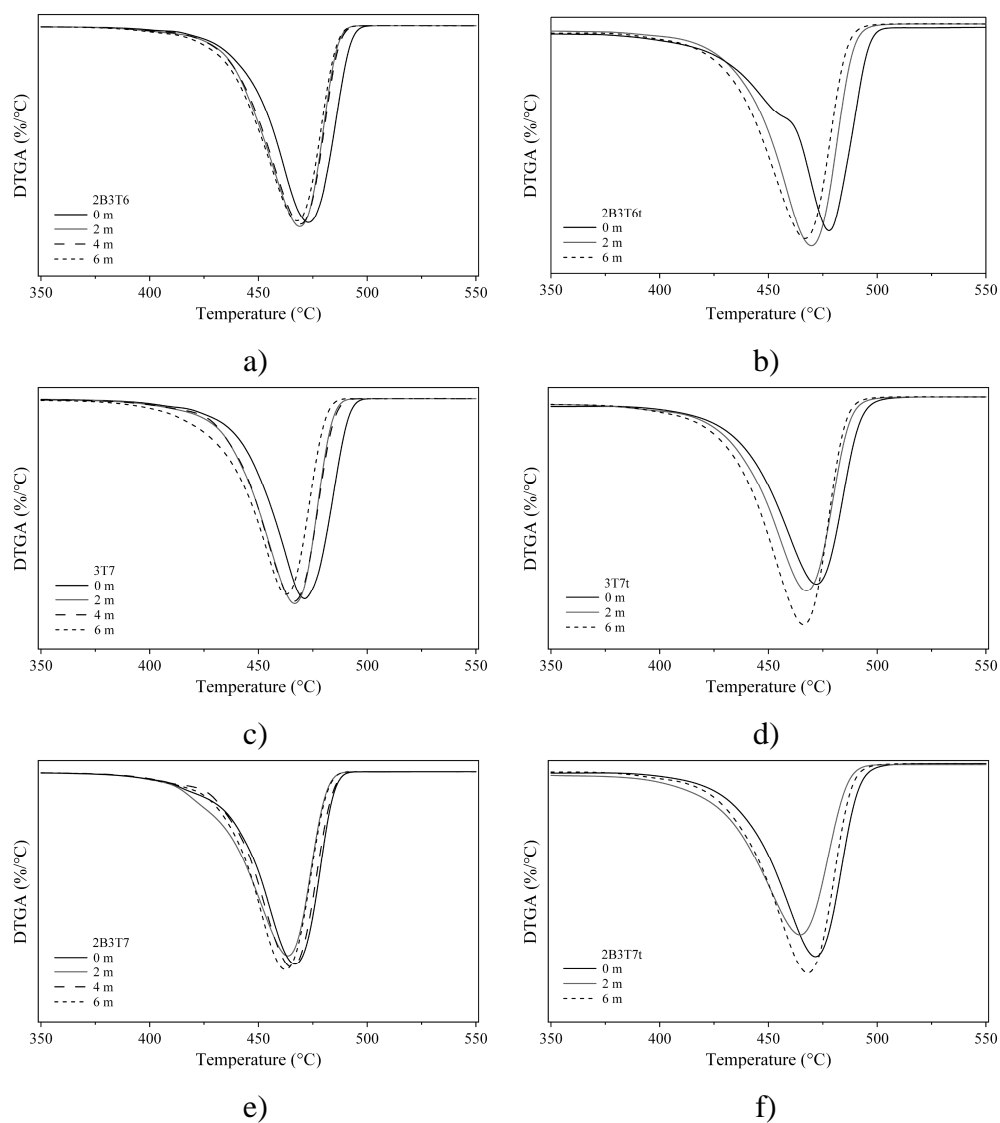 DTGA (%/°C)
2B3T6
0 m
2 m
4 m
6 m
350 400 450 500 550
Temperature (°C)
a)
DTGA (%/°C)
2B3T6t
0 m
2 m
6 m
350 400 450 500 550
Temperature (°C)
b)
DTGA (%/°C)
3T7
0 m
2 m
4 m
6 m
350 400 450 500 550
Temperature (°C)
c)
DTGA (%/°C)
3T7t
0 m
2 m
6 m
350 400 450 500 550
Temperature (°C)
d)
DTGA (%/°C)
2B3T7
0 m
2 m
4 m
6 m
350 400 450 500 550
Temperature (°C)
e)
DTGA (%/°C)
2B3T7t
0 m
2 m
6 m
350 400 450 500 550
Temperature (°C)
f)